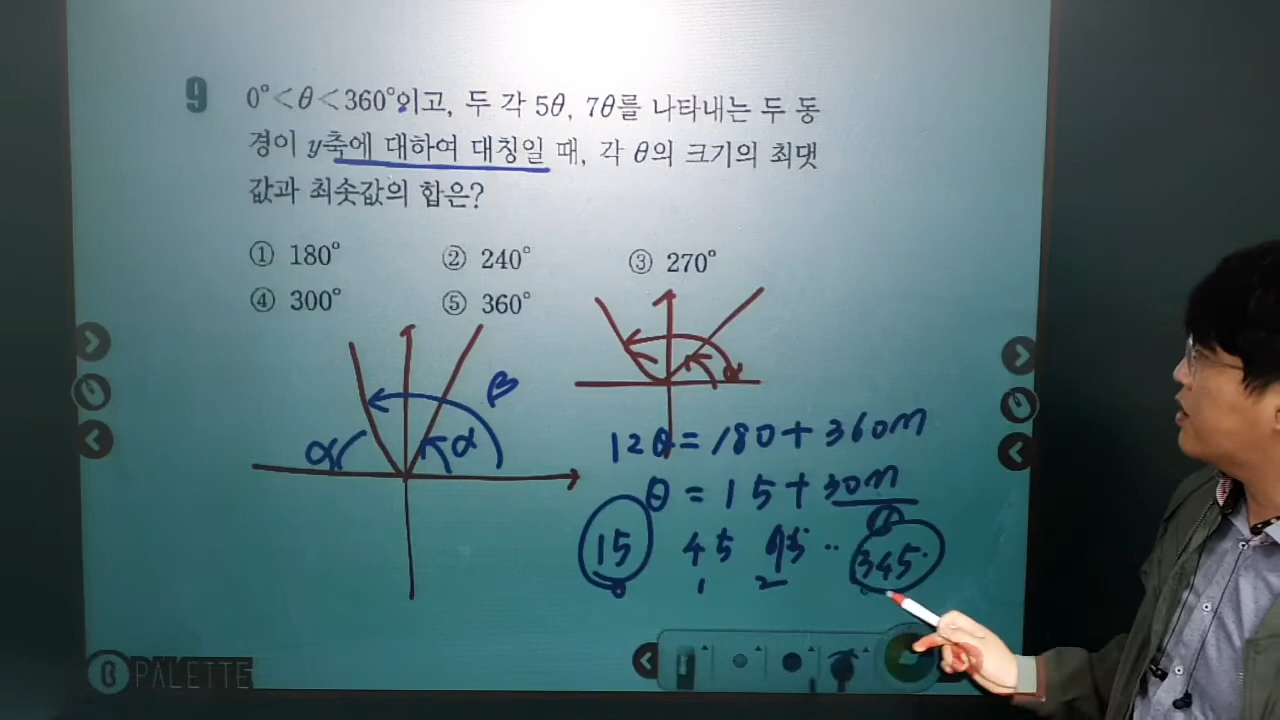 9
0°<θ<360°이고, 두 각 5θ, 7θ를 나타내는 두 동
경이 y축에 대하여 대칭일 때, 각 θ의 크기의 최댓
값과 최솟값의 합은?
① 180° ② 240° ③ 270°
④ 300° ⑤ 360°
β
α α
α
12θ=180+360n
θ=15+30n
15 45 ‥ 345
0 1 2
B PALETTE